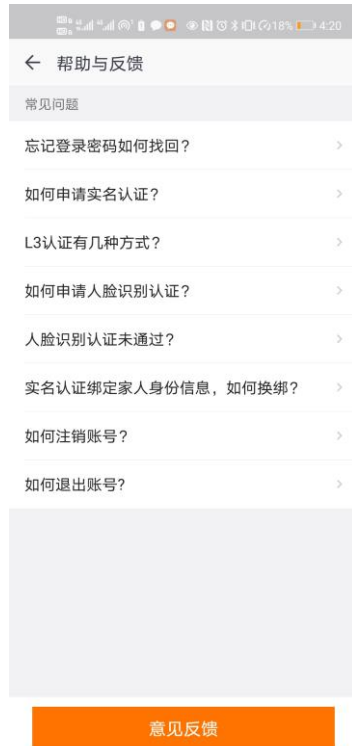 18% 4:20
帮助与反馈
常见问题
忘记登录密码如何找回?
如何申请实名认证?
L3认证有几种方式?
如何申请人脸识别认证?
人脸识别认证未通过?
实名认证绑定家人身份信息,如何换绑?
如何注销账号?
如何退出账号?
意见反馈